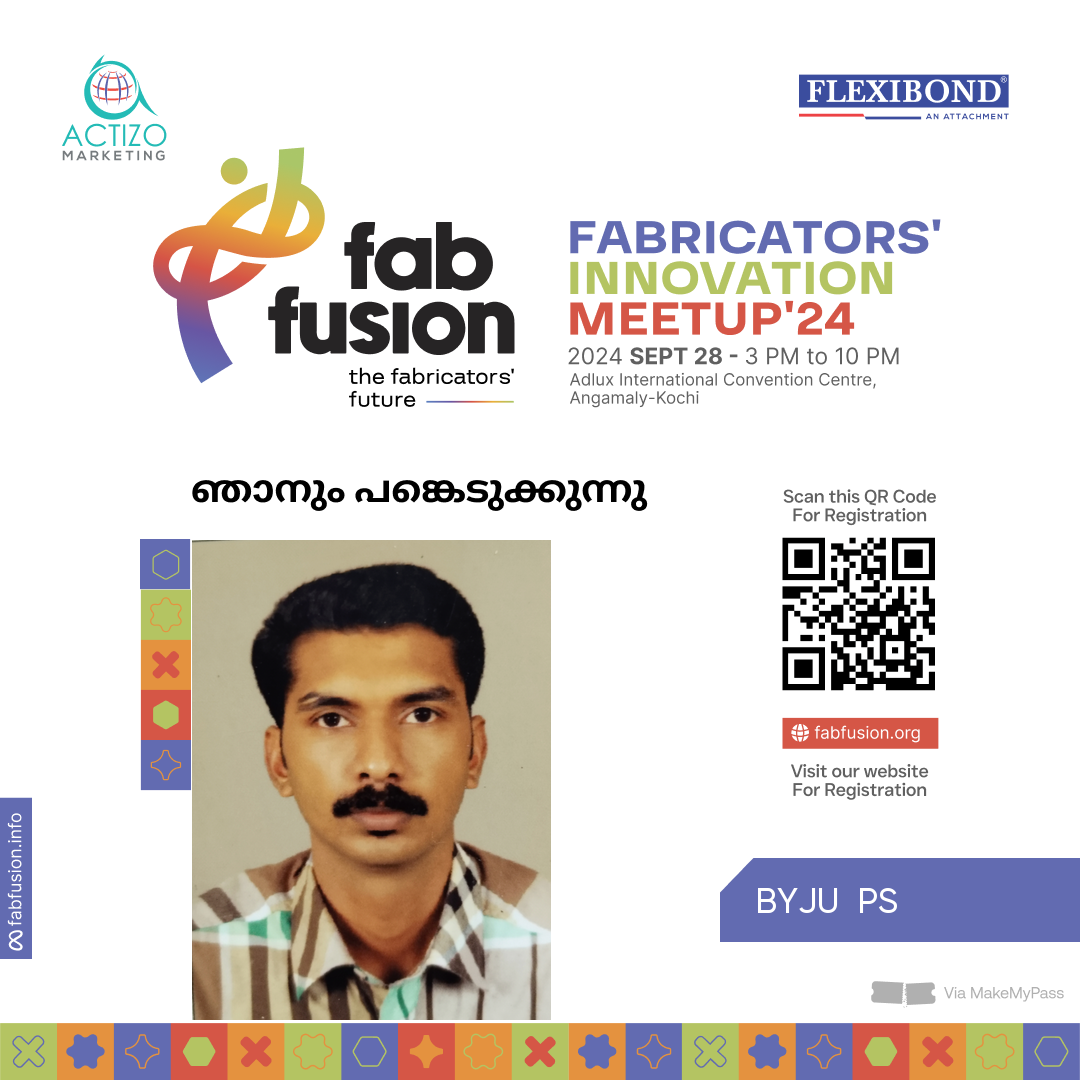 ACTIZO
MARKETING
FLEXIBOND®
AN ATTACHMENT
fab
fusion
the fabricators'
future
FABRICATORS'
INNOVATION
MEETUP'24
2024 SEPT 28 - 3 PM to 10 PM
Adlux International Convention Centre,
Angamaly-Kochi
ഞാനും പങ്കെടുക്കുന്നു
Scan this QR Code
For Registration
fabfusion.org
Visit our website
For Registration
fabfusion.info
BYJU PS
Via MakeMyPass